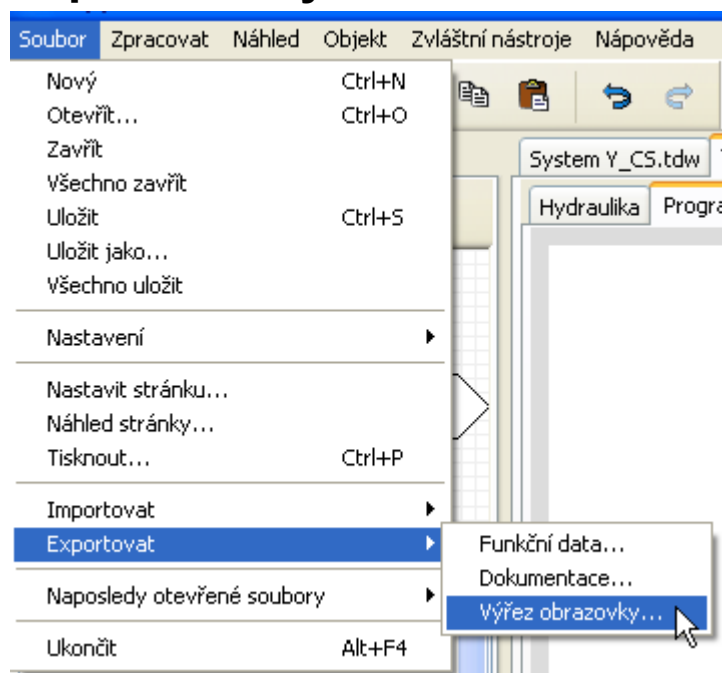 Soubor Zpracovat Náhled Objekt Zvláštní nástroje Nápověda
Nový Ctrl+N
Otevřít... Ctrl+O
Zavřít
Všechno zavřít
Uložit Ctrl+S
Uložit jako...
Všechno uložit
Nastavení
Nastavit stránku...
Náhled stránky...
Tisknout... Ctrl+P
Importovat
Exportovat
Naposledy otevřené soubory
Ukončit Alt+F4
System Y_CS.tdw
Hydraulika
Funkční data...
Dokumentace...
Výřez obrazovky...